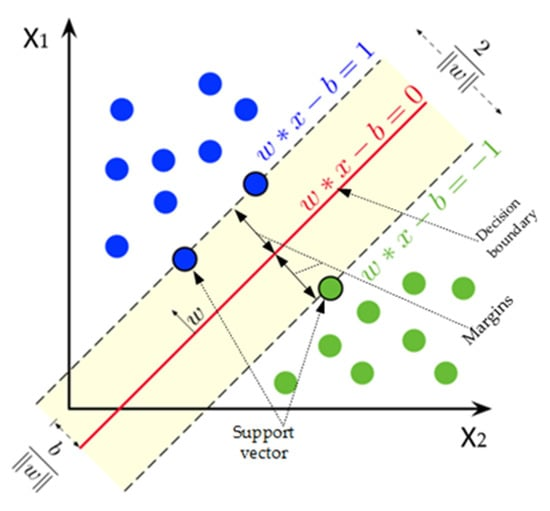 X₁
w * x − b = 1
2
‖w‖
w * x − b = 0
w * x − b = −1
Decision
boundary
Margins
w
Support
vector
X₂
b
‖w‖